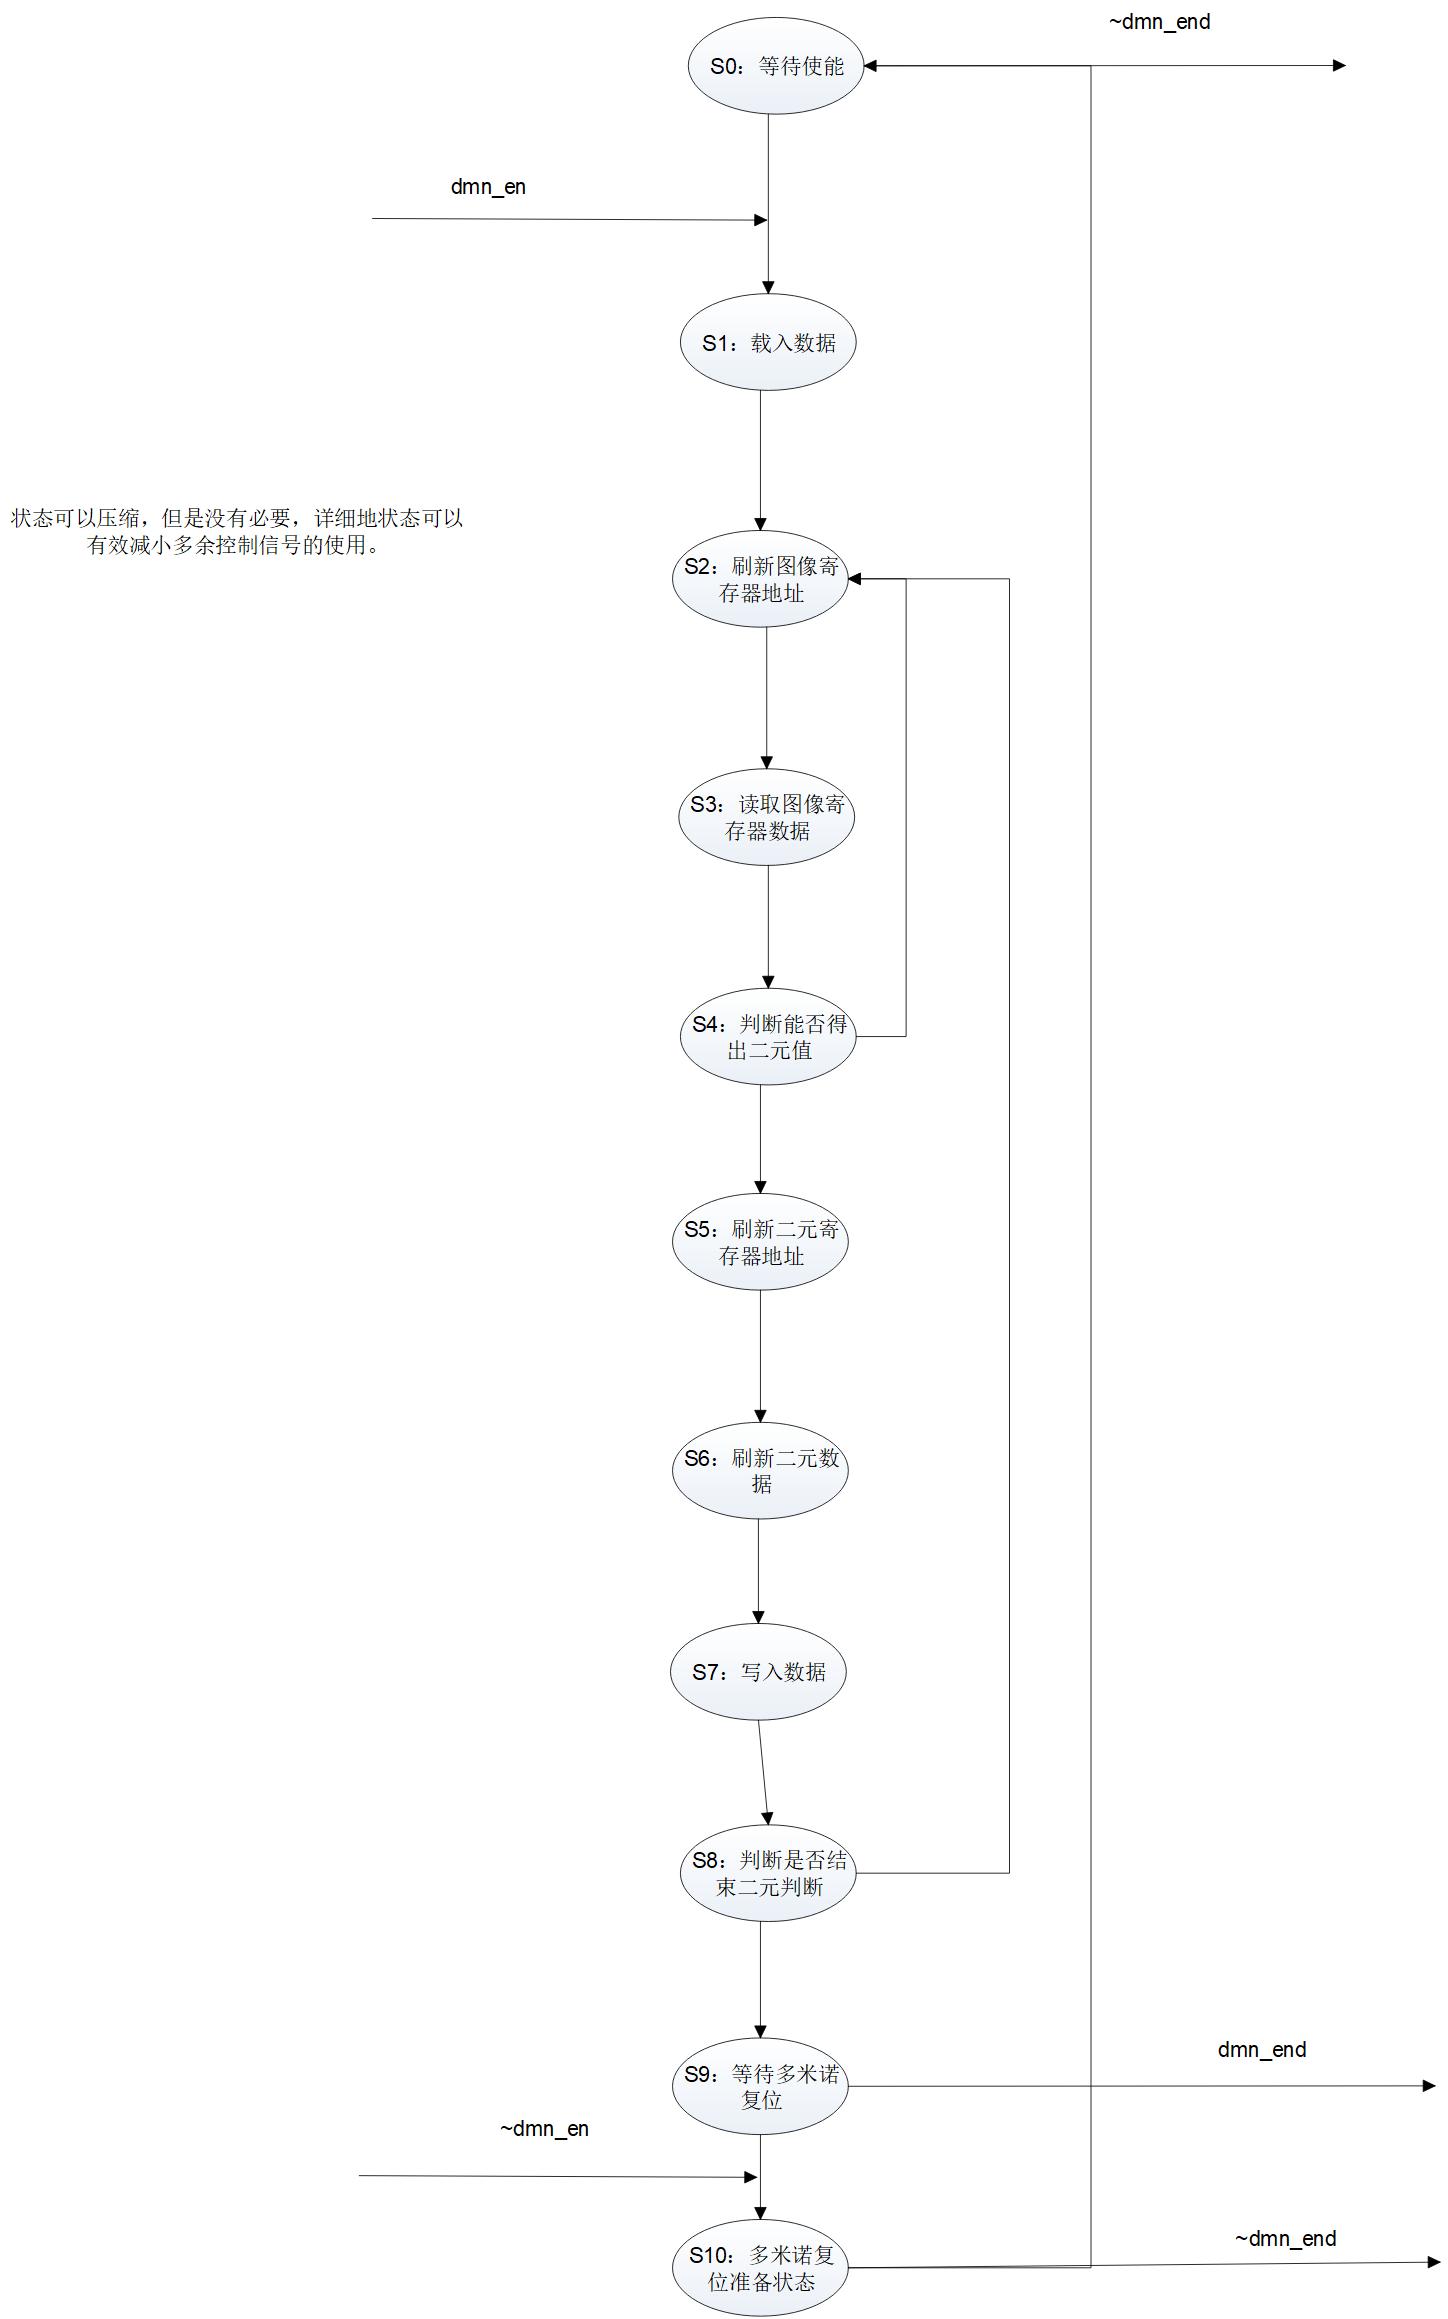 ~dmn_end
S0：等待使能
dmn_en
S1：载入数据
状态可以压缩，但是没有必要，详细地状态可以
有效减小多余控制信号的使用。
S2：刷新图像寄
存器地址
S3：读取图像寄
存器数据
S4：判断能否得
出二元值
S5：刷新二元寄
存器地址
S6：刷新二元数
据
S7：写入数据
S8：判断是否结
束二元判断
dmn_end
S9：等待多米诺
复位
~dmn_en
~dmn_end
S10：多米诺复
位准备状态